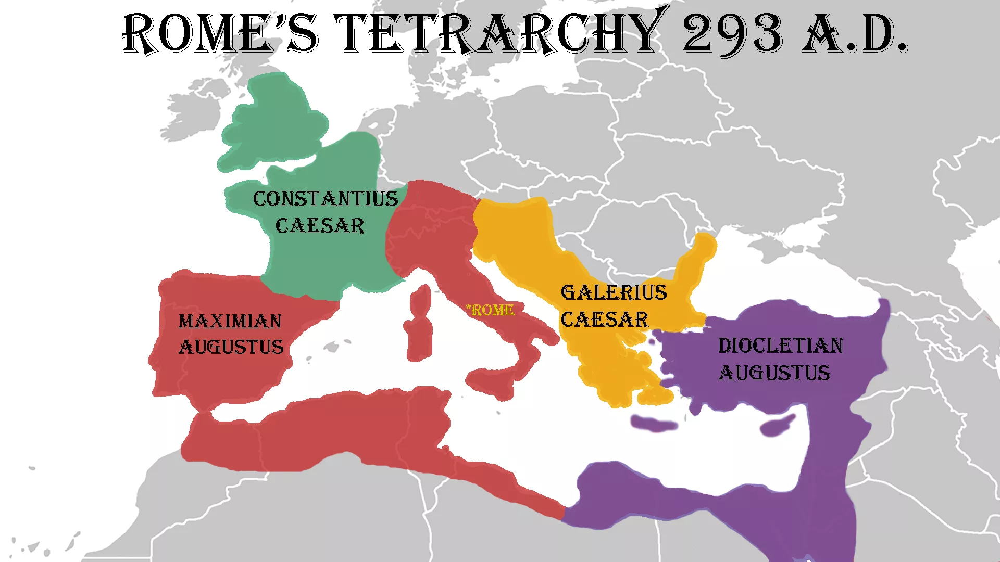 ROME'S TETRARCHY 293 A.D.
CONSTANTIUS
CAESAR
GALERIUS
CAESAR
*ROME
MAXIMIAN
AUGUSTUS
DIOCLETIAN
AUGUSTUS